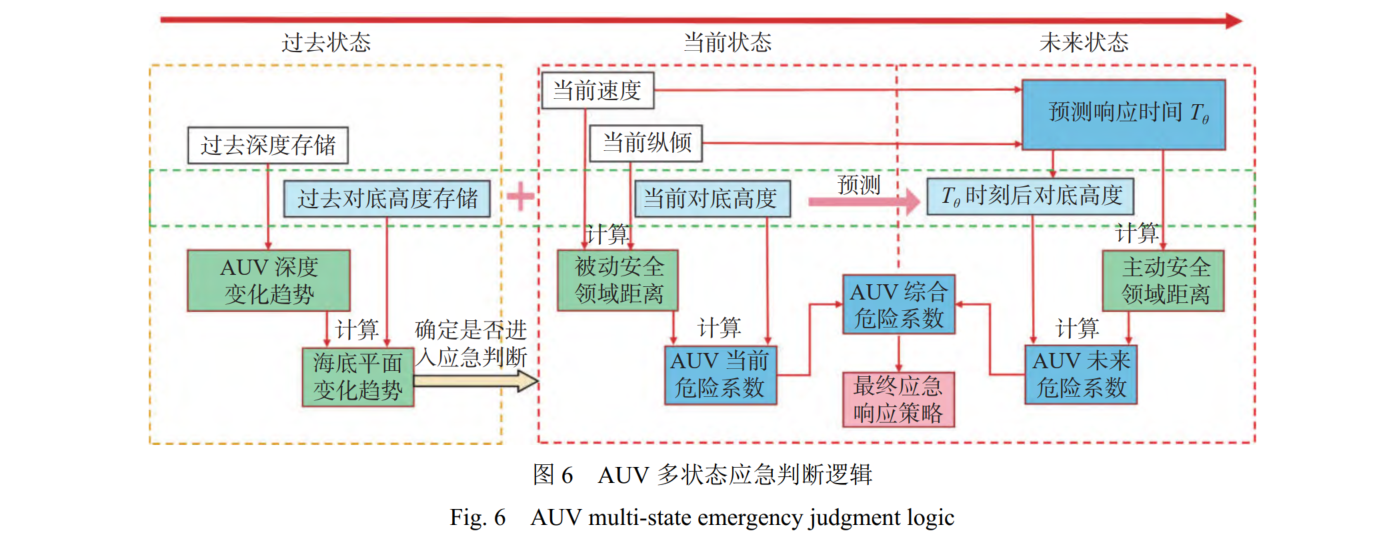 过去状态
当前状态
未来状态
当前速度
预测响应时间 Tθ
过去深度存储
当前纵倾
过去对底高度存储
+
当前对底高度
预测
Tθ 时刻后对底高度
计算
计算
AUV 深度
变化趋势
被动安全
领域距离
主动安全
领域距离
AUV 综合
危险系数
计算
确定是否进
入应急判断
计算
计算
海底平面
变化趋势
AUV 当前
危险系数
AUV 未来
危险系数
最终应急
响应策略
图 6 AUV 多状态应急判断逻辑
Fig. 6 AUV multi-state emergency judgment logic